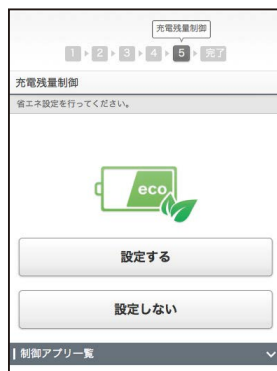 充電残量制御
1 2 3 4 5 完了
充電残量制御
省エネ設定を行ってください。
eco
設定する
設定しない
制御アプリ一覧